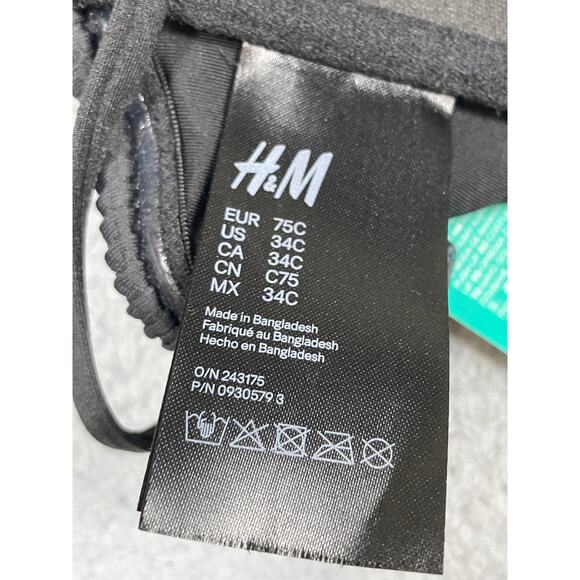 H&M
EUR 75C
US 34C
CA 34C
CN C75
MX 34C
Made in Bangladesh
Fabriqué au Bangladesh
Hecho en Bangladesh
O/N 243175
P/N 0930579 3